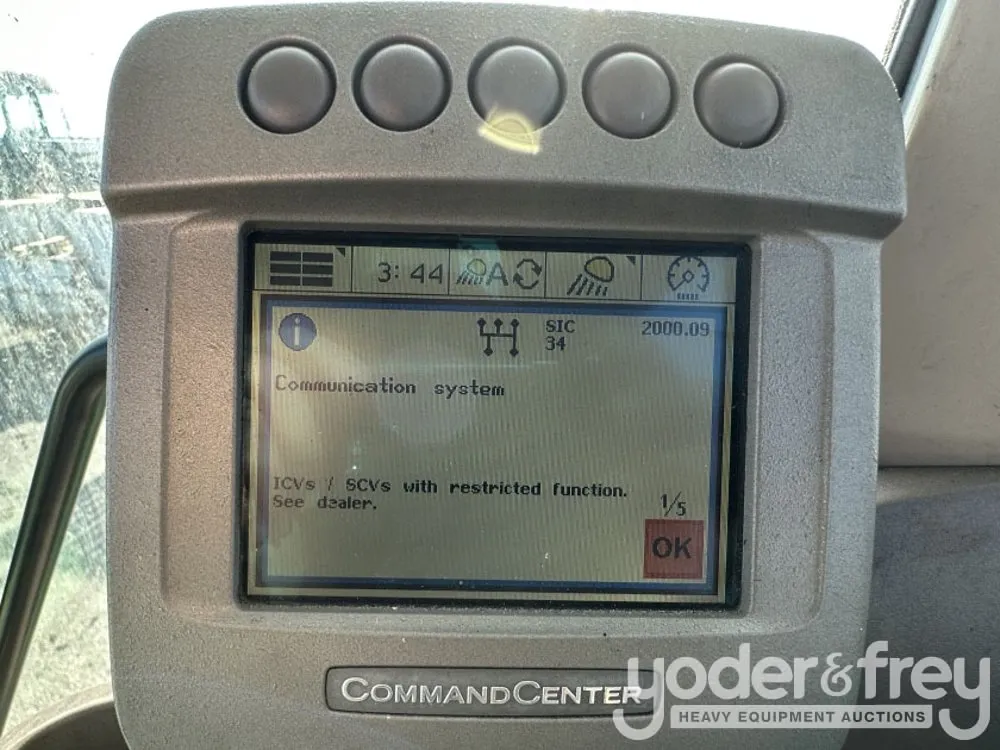 3:44
A
i
SIC
34
2000.09
Communication system
ICVs / SCVs with restricted function.
See dealer.
1/5
OK
COMMANDCENTER
yoder&frey
HEAVY EQUIPMENT AUCTIONS